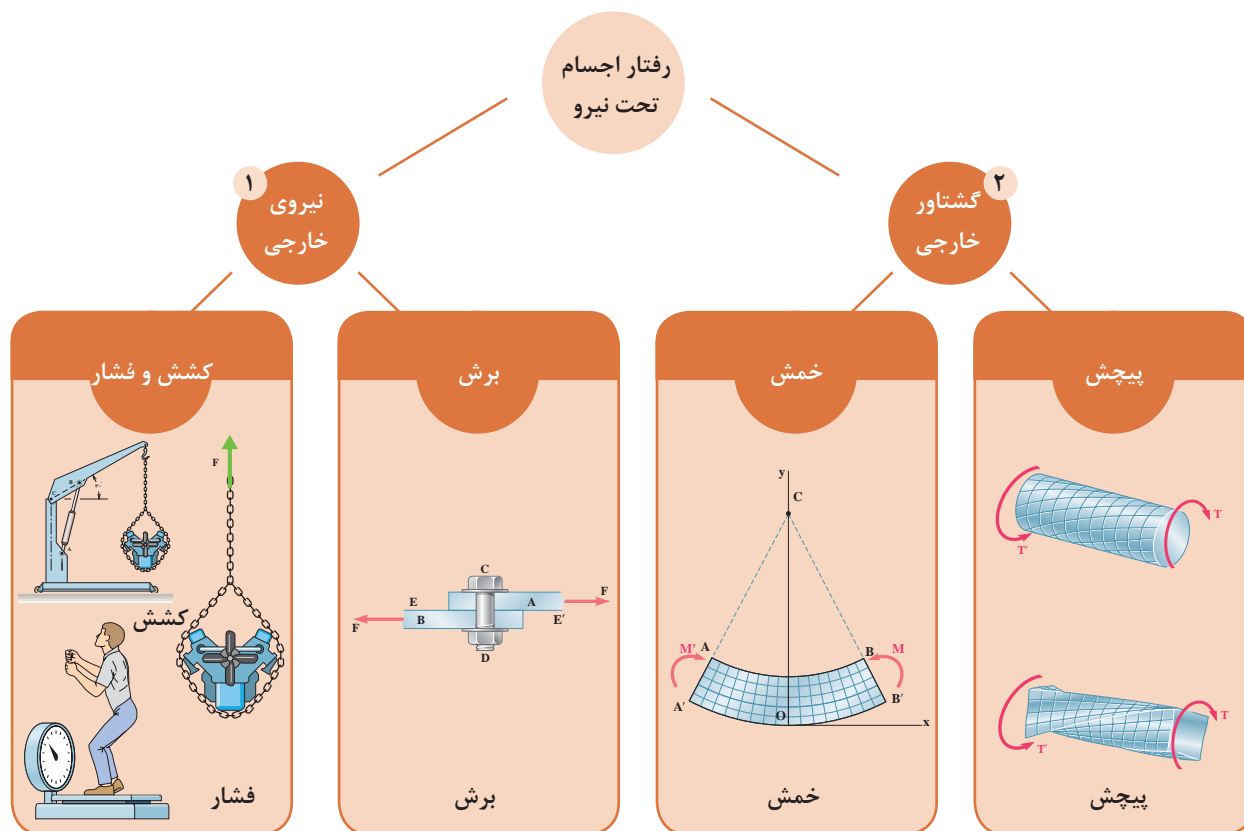 رفتار اجسام
تحت نیرو
۲
گشتاور
خارجی
۱
نیروی
خارجی
پیچش
خمش
برش
کشش و فشار
T
T′
T
T′
پیچش
y
C
M′
A
B
M
A′
O
B′
x
خمش
C
F
E
A
B
E′
F
D
برش
F
B
C
A
کشش
فشار